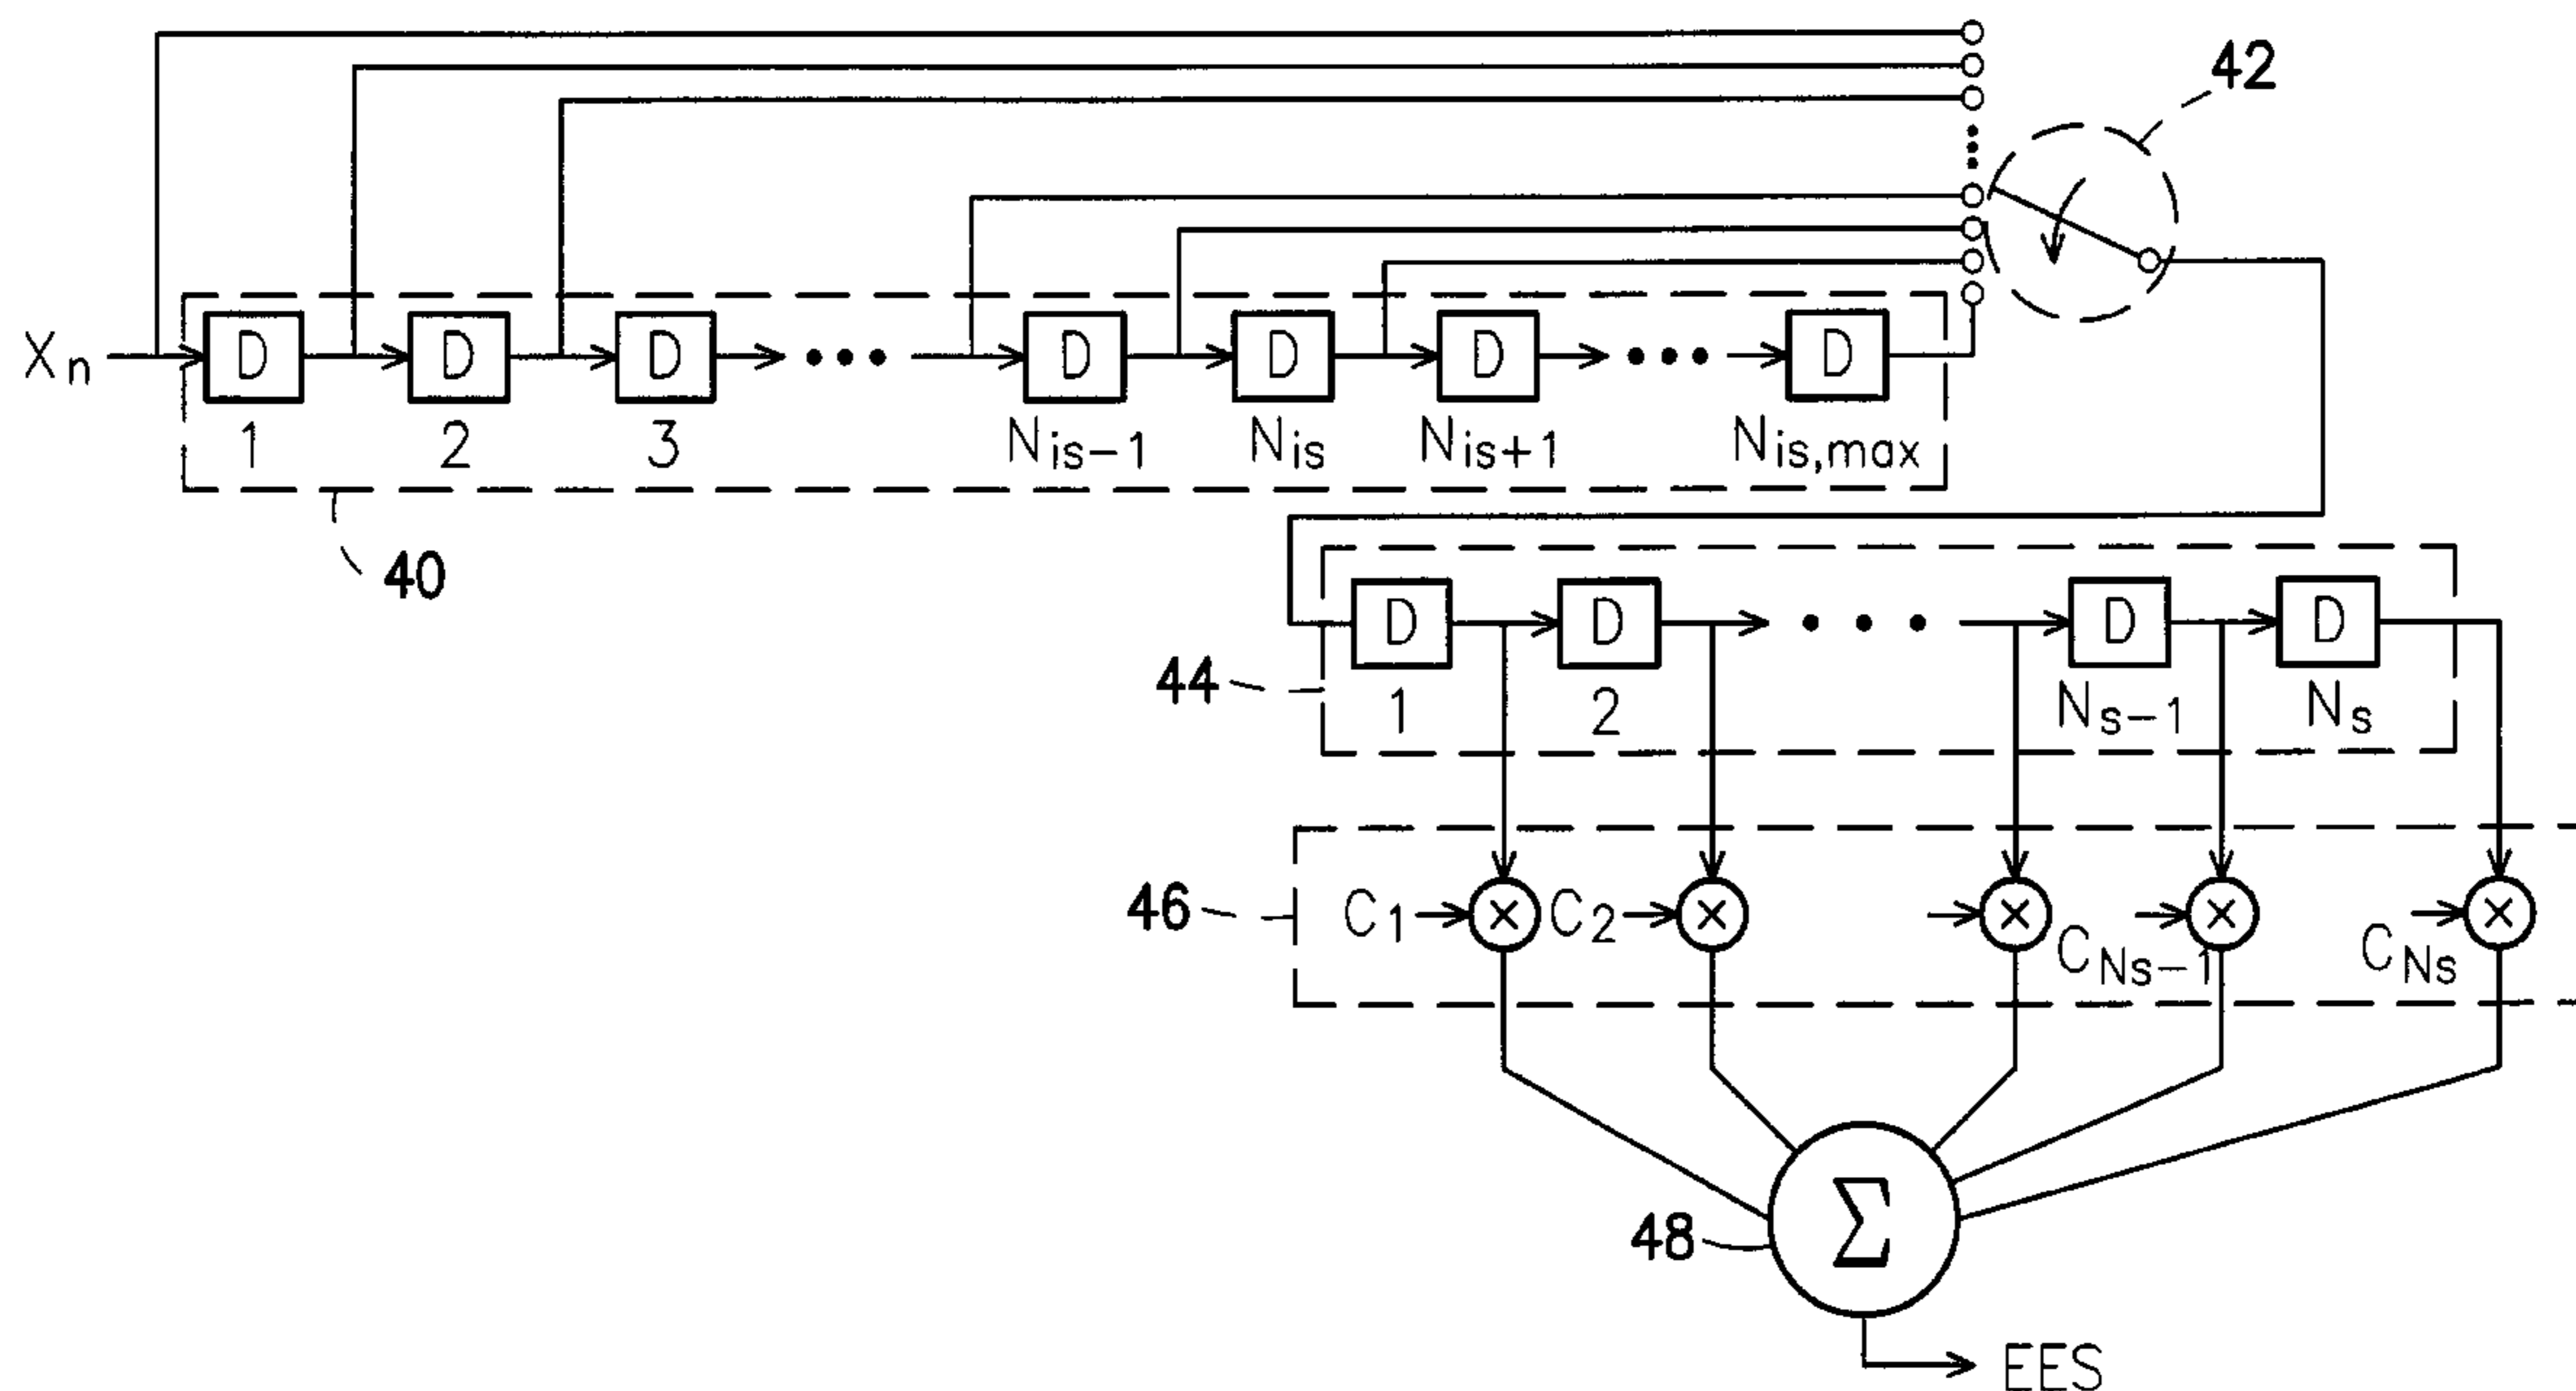 42
Xn
D D D D D D D
1 2 3 Nis-1 Nis Nis+1 Nis,max
40
D D D D
44
1 2 Ns-1 Ns
46
C1 × C2 × × CNs-1 × CNs ×
Σ
48
EES